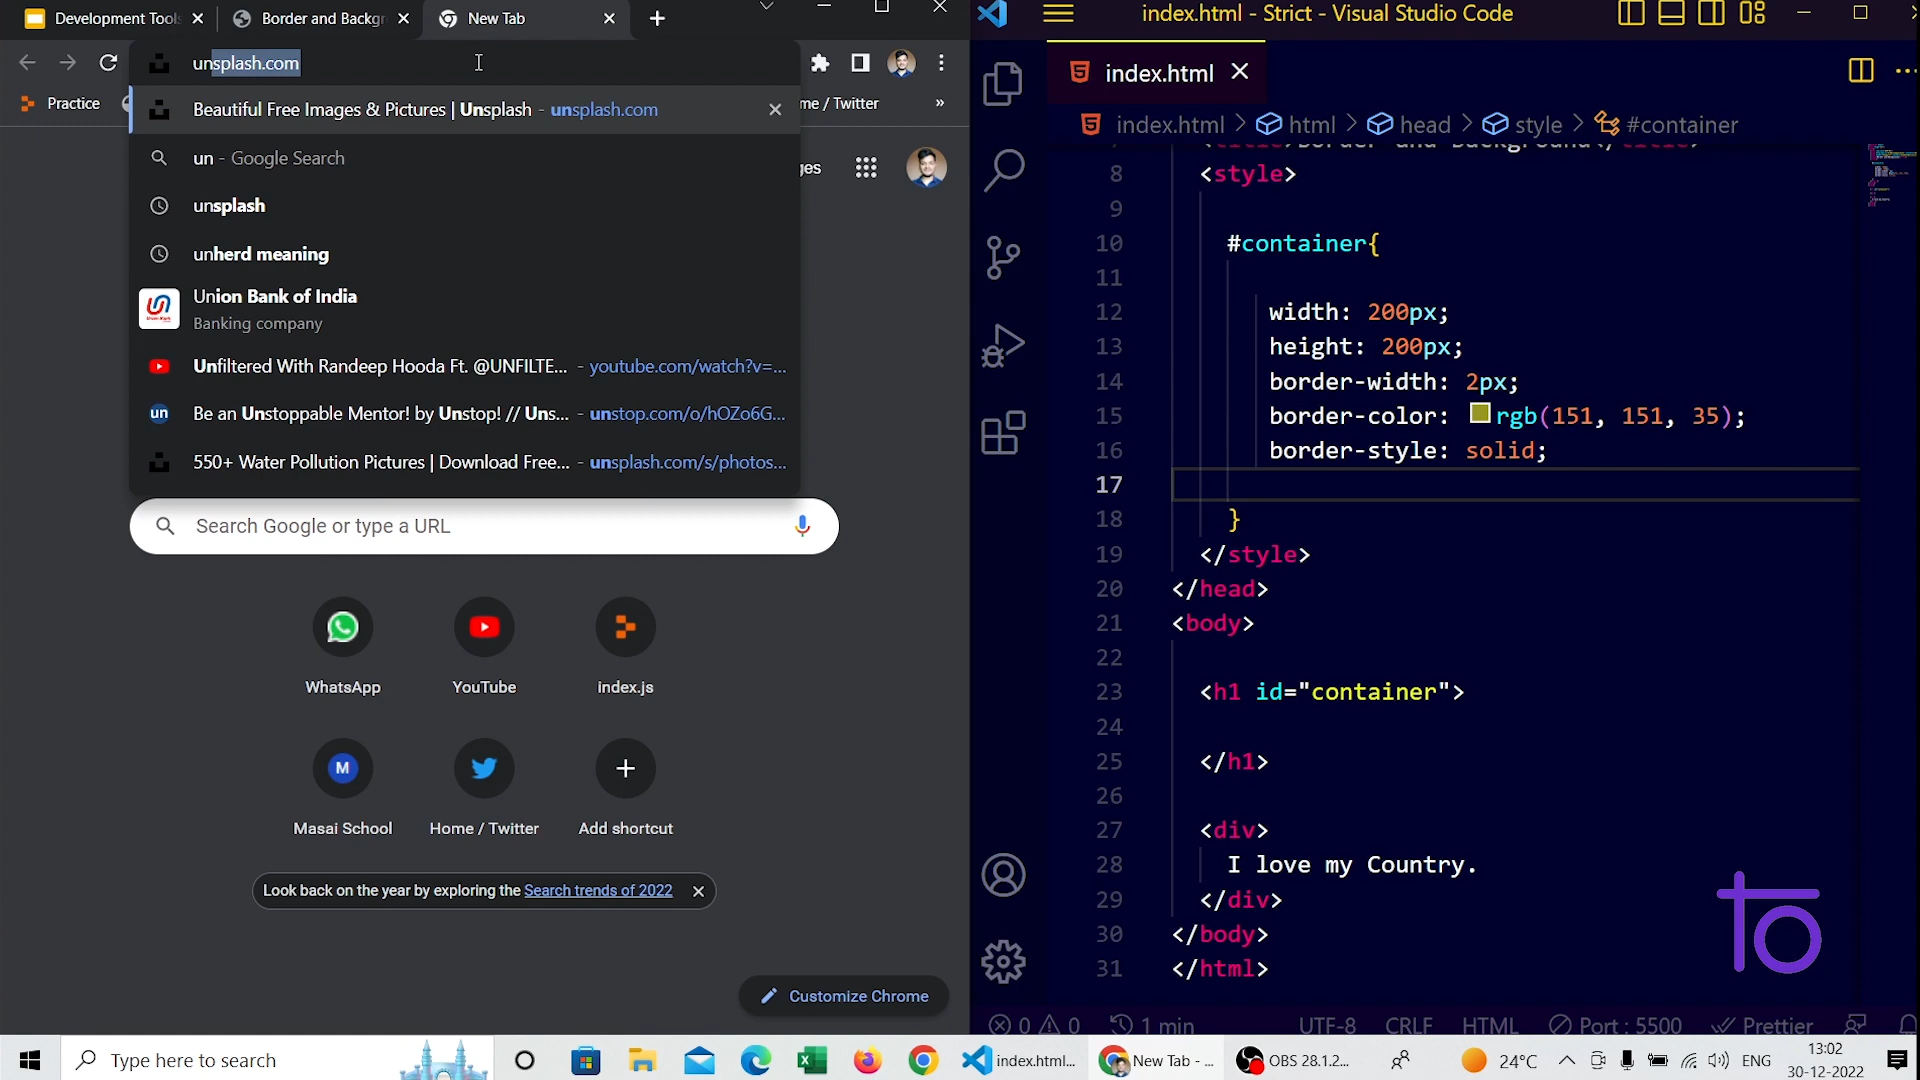 Development Tools
Border and Backgr
New Tab
unsplash.com
Practice
me / Twitter
»
Beautiful Free Images & Pictures | Unsplash - unsplash.com
un - Google Search
unsplash
unherd meaning
Union Bank of India
Banking company
Unfiltered With Randeep Hooda Ft. @UNFILTE... - youtube.com/watch?v=...
un Be an Unstoppable Mentor! by Unstop! // Uns... - unstop.com/o/hOZo6G...
550+ Water Pollution Pictures | Download Free... - unsplash.com/s/photos...
ges
Search Google or type a URL
WhatsApp
YouTube
index.js
M
Masai School
Home / Twitter
Add shortcut
Look back on the year by exploring the Search trends of 2022
Customize Chrome
index.html - Strict - Visual Studio Code
index.html
index.html > html > head > style > #container
<title>Border and Background</title>
8 <style>
9
10 #container{
11
12 width: 200px;
13 height: 200px;
14 border-width: 2px;
15 border-color: rgb(151, 151, 35);
16 border-style: solid;
17
18 }
19 </style>
20 </head>
21 <body>
22
23 <h1 id="container">
24
25 </h1>
26
27 <div>
28 I love my Country.
29 </div>
30 </body>
31 </html>
0 0 1 min UTF-8 CRLF HTML Port : 5500 Prettier
Type here to search
index.html...
New Tab - ...
OBS 28.1.2...
24°C
ENG
13:02
30-12-2022